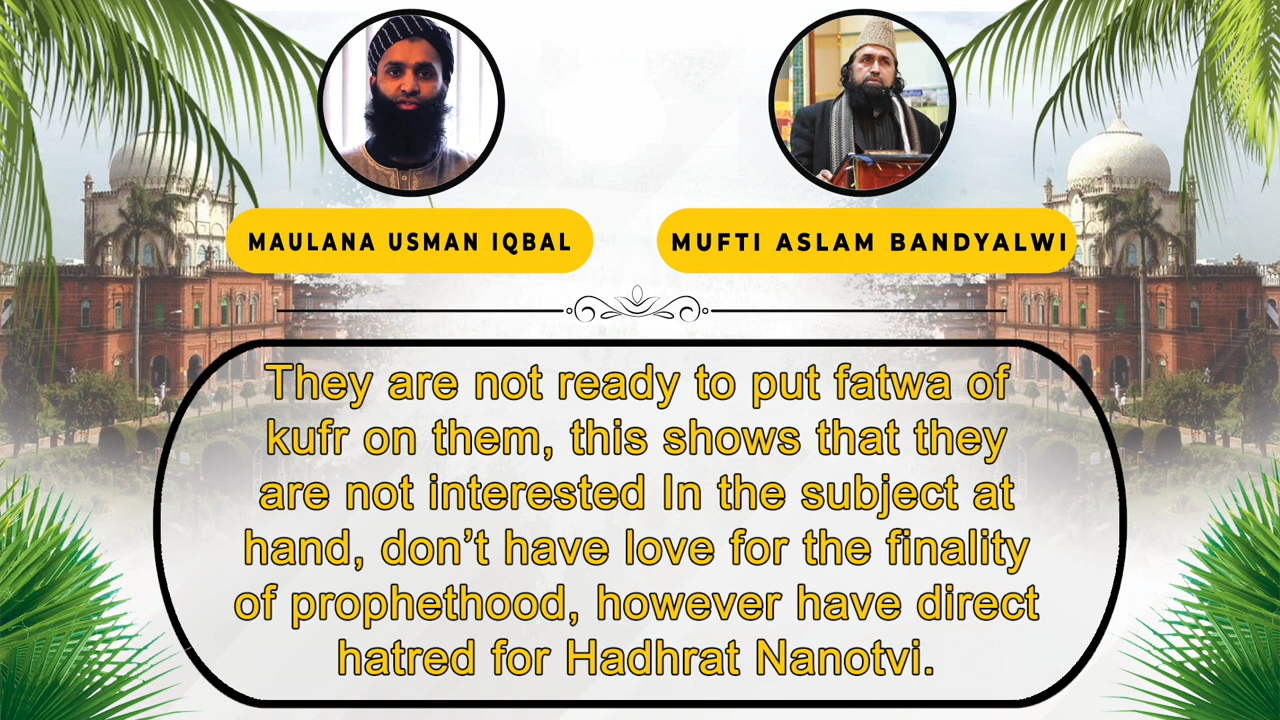 MAULANA USMAN IQBAL
MUFTI ASLAM BANDYALWI
They are not ready to put fatwa of
kufr on them, this shows that they
are not interested In the subject at
hand, don’t have love for the finality
of prophethood, however have direct
hatred for Hadhrat Nanotvi.